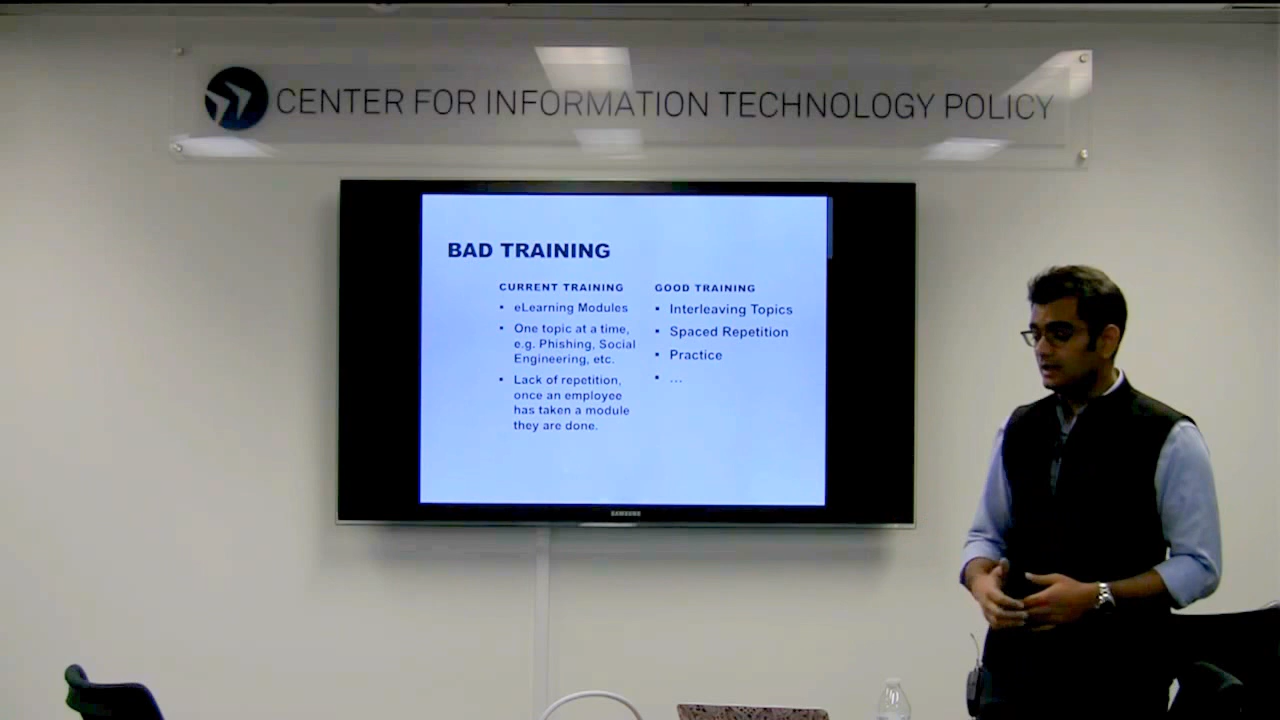 CENTER FOR INFORMATION TECHNOLOGY POLICY
BAD TRAINING
CURRENT TRAINING
▪ eLearning Modules
▪ One topic at a time,
e.g. Phishing, Social
Engineering, etc.
▪ Lack of repetition,
once an employee
has taken a module
they are done.
GOOD TRAINING
▪ Interleaving Topics
▪ Spaced Repetition
▪ Practice
▪ ...
SAMSUNG